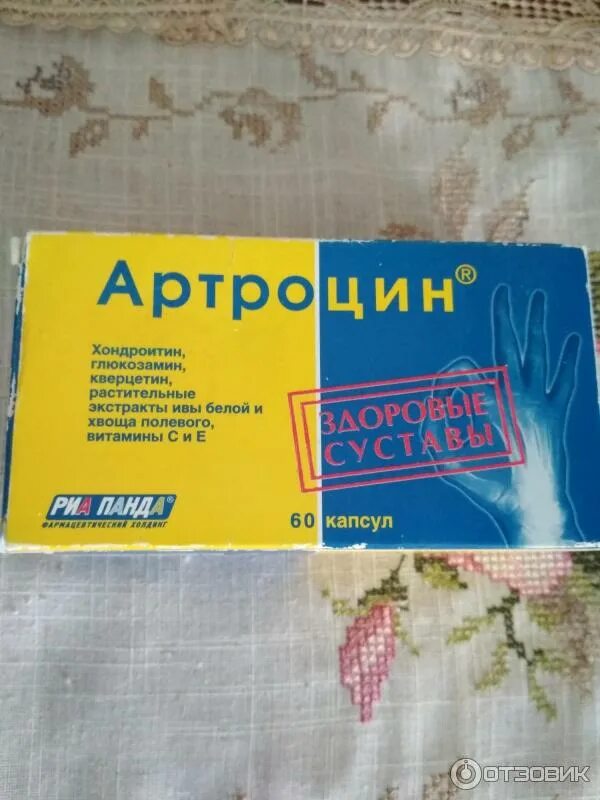 Артроцин®
Хондроитин,
глюкозамин,
кверцетин,
растительные
экстракты ивы белой и
хвоща полевого,
витамины С и Е
ЗДОРОВЫЕ
СУСТАВЫ
РИА ПАНДА®
ФАРМАЦЕВТИЧЕСКИЙ ХОЛДИНГ
60 капсул
ОТЗОВИК